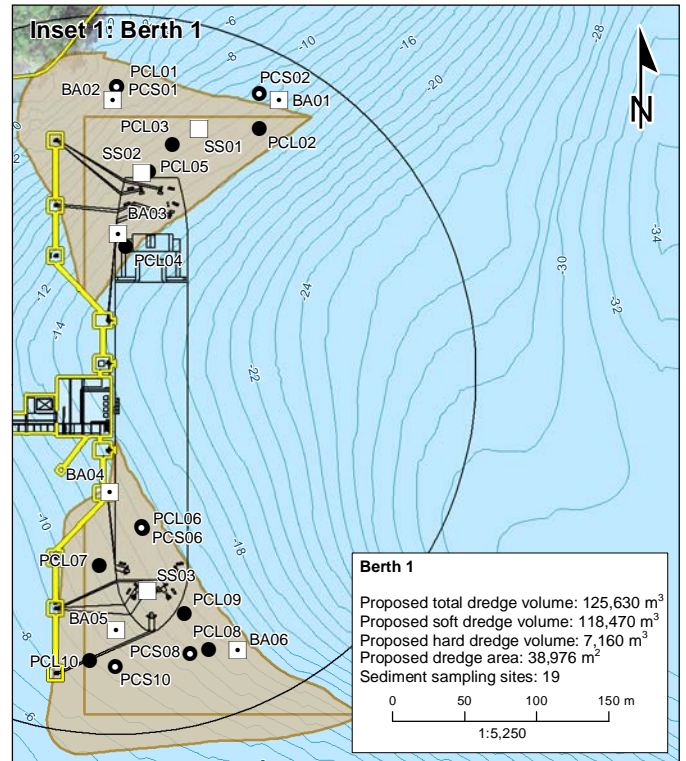 Inset 1: Berth 1
-6
-8
-10
-16
-28
-20
N
PCL01
PCS02
BA02
PCS01
BA01
PCL03
SS01
PCL02
SS02
PCL05
BA03
PCL04
-34
-30
-32
-12
-24
-14
-22
BA04
-10
PCL06
PCS06
-18
PCL07
SS03
PCL09
BA05
-8
PCL08
BA06
PCS08
PCL10
PCS10
-6
Berth 1
Proposed total dredge volume: 125,630 m³
Proposed soft dredge volume: 118,470 m³
Proposed hard dredge volume: 7,160 m³
Proposed dredge area: 38,976 m²
Sediment sampling sites: 19
0 50 100 150 m
1:5,250